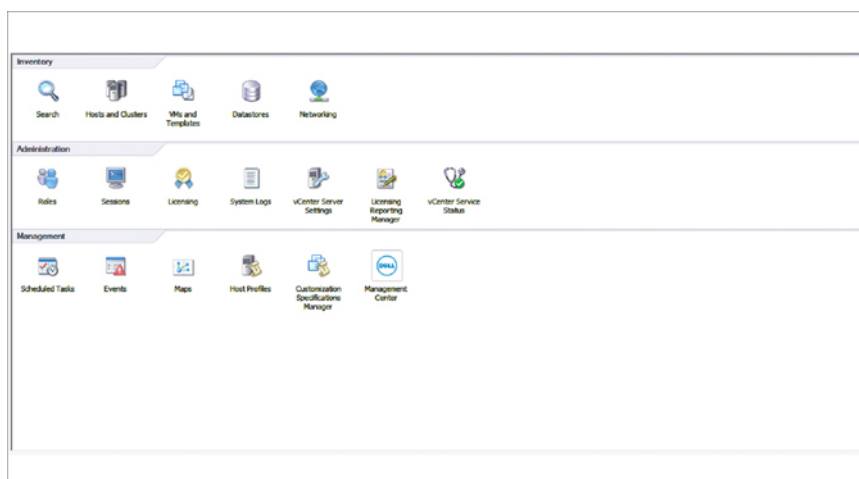 Inventory
Search
Hosts and Clusters
VMs and
Templates
Datastores
Networking
Administration
Roles
Sessions
Licensing
System Logs
vCenter Server
Settings
Licensing
Reporting
Manager
vCenter Service
Status
Management
Scheduled Tasks
Events
Maps
Host Profiles
Customization
Specifications
Manager
DELL
Management
Center